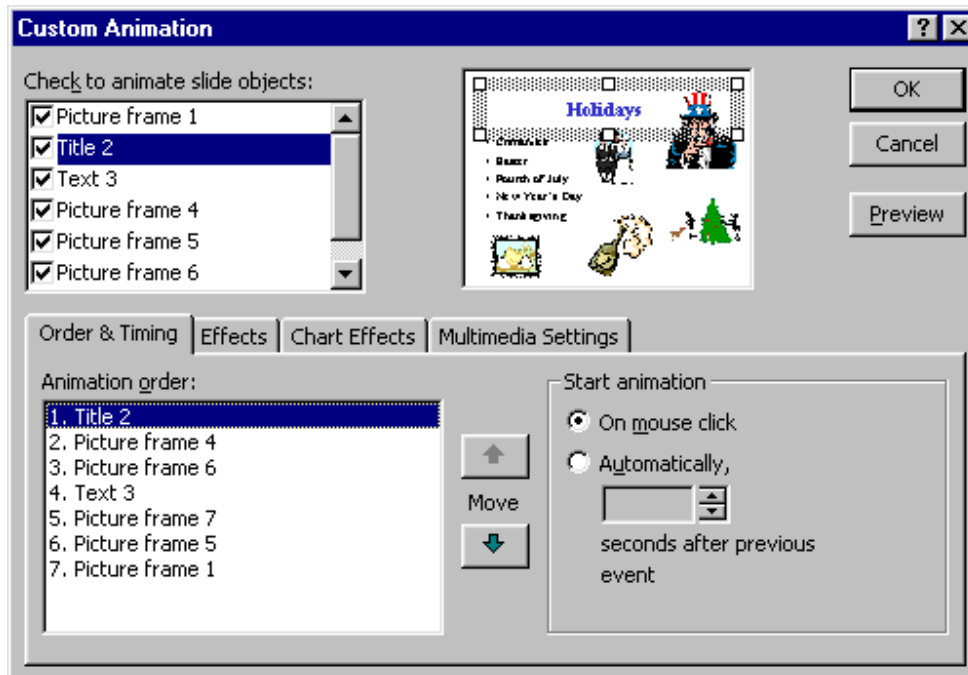 Custom Animation
Check to animate slide objects:
Picture frame 1
Title 2
Text 3
Picture frame 4
Picture frame 5
Picture frame 6
Holidays
Easter
Fourth of July
New Year's Day
Thanksgiving
OK
Cancel
Preview
Order & Timing
Effects
Chart Effects
Multimedia Settings
Animation order:
1. Title 2
2. Picture frame 4
3. Picture frame 6
4. Text 3
5. Picture frame 7
6. Picture frame 5
7. Picture frame 1
Move
Start animation
On mouse click
Automatically,
seconds after previous
event